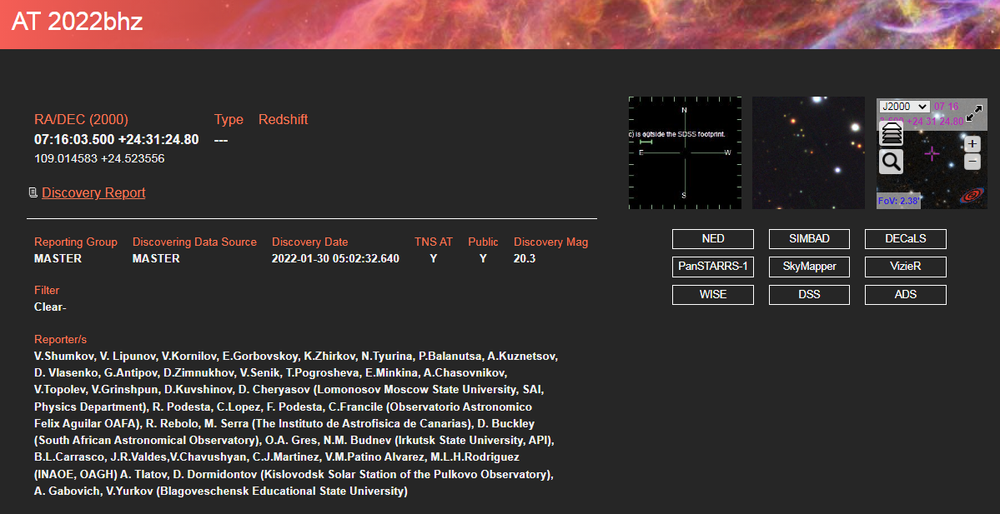 AT 2022bhz
RA/DEC (2000) Type Redshift
07:16:03.500 +24:31:24.80 ---
109.014583 +24.523556
Discovery Report
Reporting Group Discovering Data Source Discovery Date TNS AT Public Discovery Mag
MASTER MASTER 2022-01-30 05:02:32.640 Y Y 20.3
Filter
Clear-
Reporter/s
V.Shumkov, V. Lipunov, V.Kornilov, E.Gorbovskoy, K.Zhirkov, N.Tyurina, P.Balanutsa, A.Kuznetsov,
D. Vlasenko, G.Antipov, D.Zimnukhov, V.Senik, T.Pogrosheva, E.Minkina, A.Chasovnikov,
V.Topolev, V.Grinshpun, D.Kuvshinov, D. Cheryasov (Lomonosov Moscow State University, SAI,
Physics Department), R. Podesta, C.Lopez, F. Podesta, C.Francile (Observatorio Astronomico
Felix Aguilar OAFA), R. Rebolo, M. Serra (The Instituto de Astrofisica de Canarias), D. Buckley
(South African Astronomical Observatory), O.A. Gres, N.M. Budnev (Irkutsk State University, API),
B.L.Carrasco, J.R.Valdes,V.Chavushyan, C.J.Martinez, V.M.Patino Alvarez, M.L.H.Rodriguez
(INAOE, OAGH) A. Tlatov, D. Dormidontov (Kislovodsk Solar Station of the Pulkovo Observatory),
A. Gabovich, V.Yurkov (Blagoveschensk Educational State University)
N
c) is outside the SDSS footprint.
E W
S
J2000 07 16
+24 31 24.80
+
−
FoV: 2.38'
NED SIMBAD DECaLS
PanSTARRS-1 SkyMapper VizieR
WISE DSS ADS